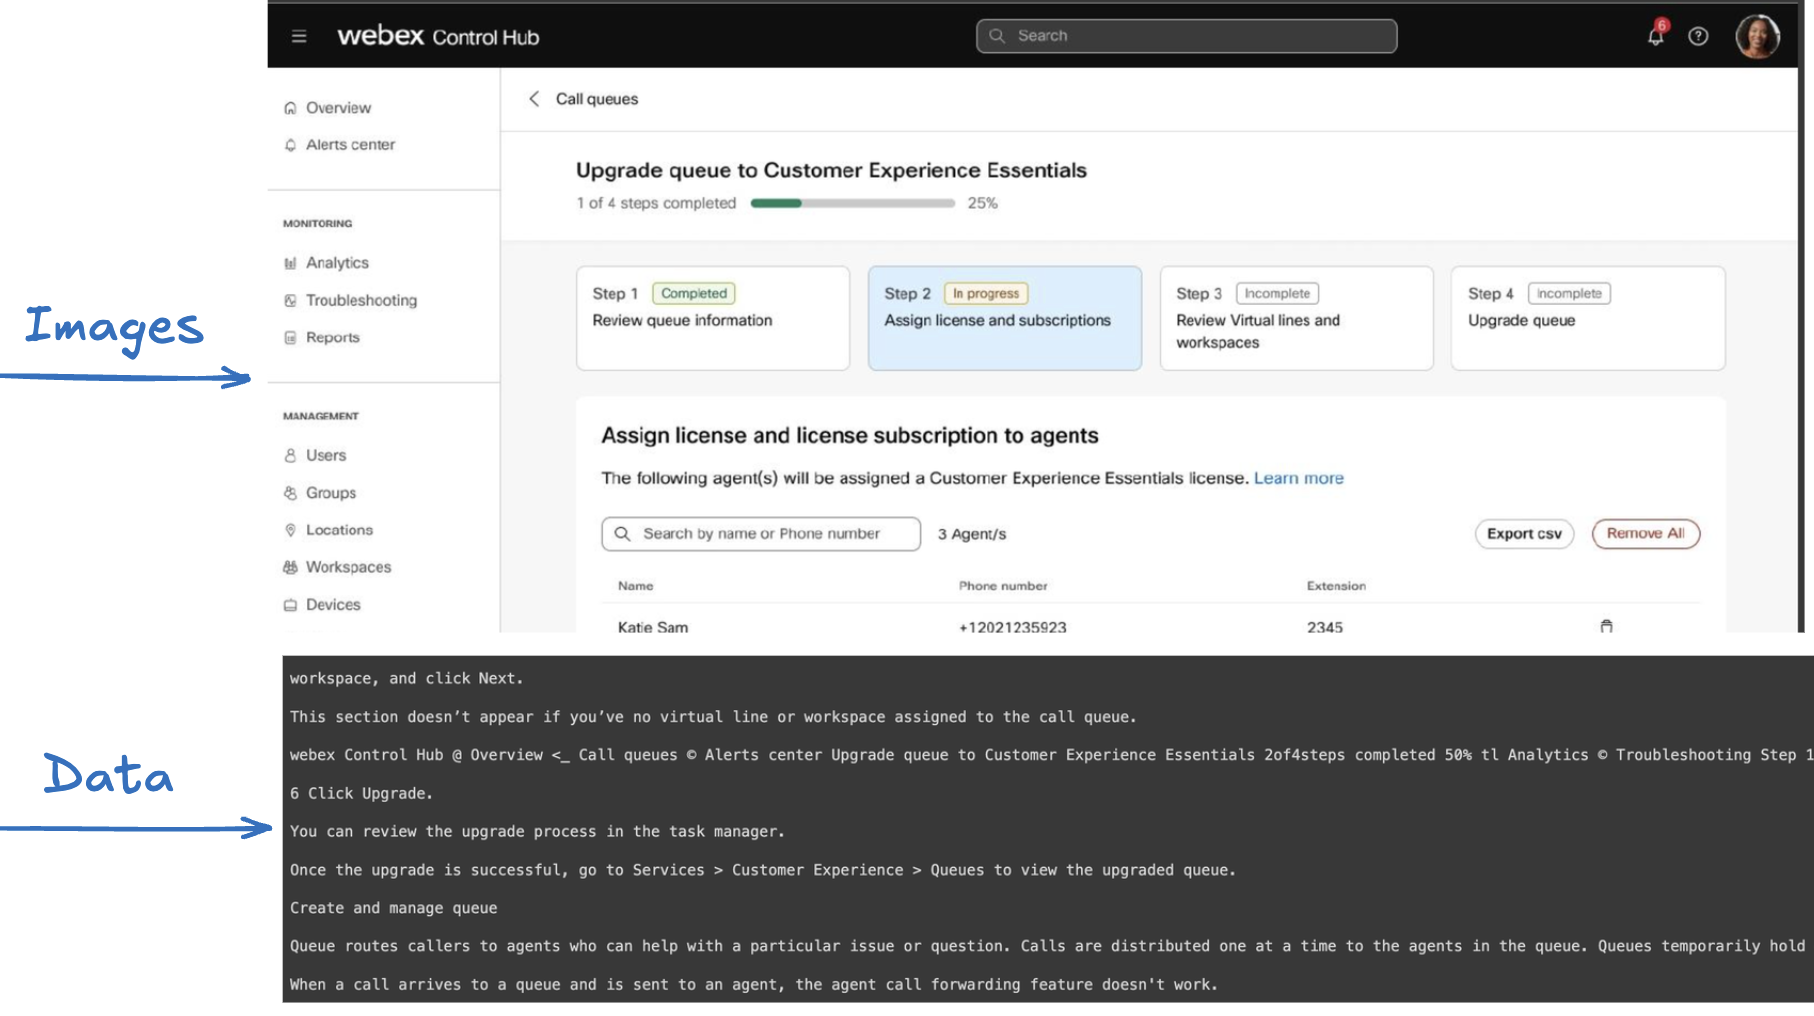 webex Control Hub
Search
6
Overview
Alerts center
MONITORING
Analytics
Troubleshooting
Reports
MANAGEMENT
Users
Groups
Locations
Workspaces
Devices
Call queues
Upgrade queue to Customer Experience Essentials
1 of 4 steps completed 25%
Step 1 Completed
Review queue information
Step 2 In progress
Assign license and subscriptions
Step 3 Incomplete
Review Virtual lines and
workspaces
Step 4 Incomplete
Upgrade queue
Assign license and license subscription to agents
The following agent(s) will be assigned a Customer Experience Essentials license. Learn more
Search by name or Phone number 3 Agent/s Export csv Remove All
Name Phone number Extension
Katie Sam +12021235923 2345
Images
Data
workspace, and click Next.
This section doesn’t appear if you’ve no virtual line or workspace assigned to the call queue.
webex Control Hub @ Overview <_ Call queues © Alerts center Upgrade queue to Customer Experience Essentials 2of4steps completed 50% tl Analytics © Troubleshooting Step 1
6 Click Upgrade.
You can review the upgrade process in the task manager.
Once the upgrade is successful, go to Services > Customer Experience > Queues to view the upgraded queue.
Create and manage queue
Queue routes callers to agents who can help with a particular issue or question. Calls are distributed one at a time to the agents in the queue. Queues temporarily hold
When a call arrives to a queue and is sent to an agent, the agent call forwarding feature doesn't work.